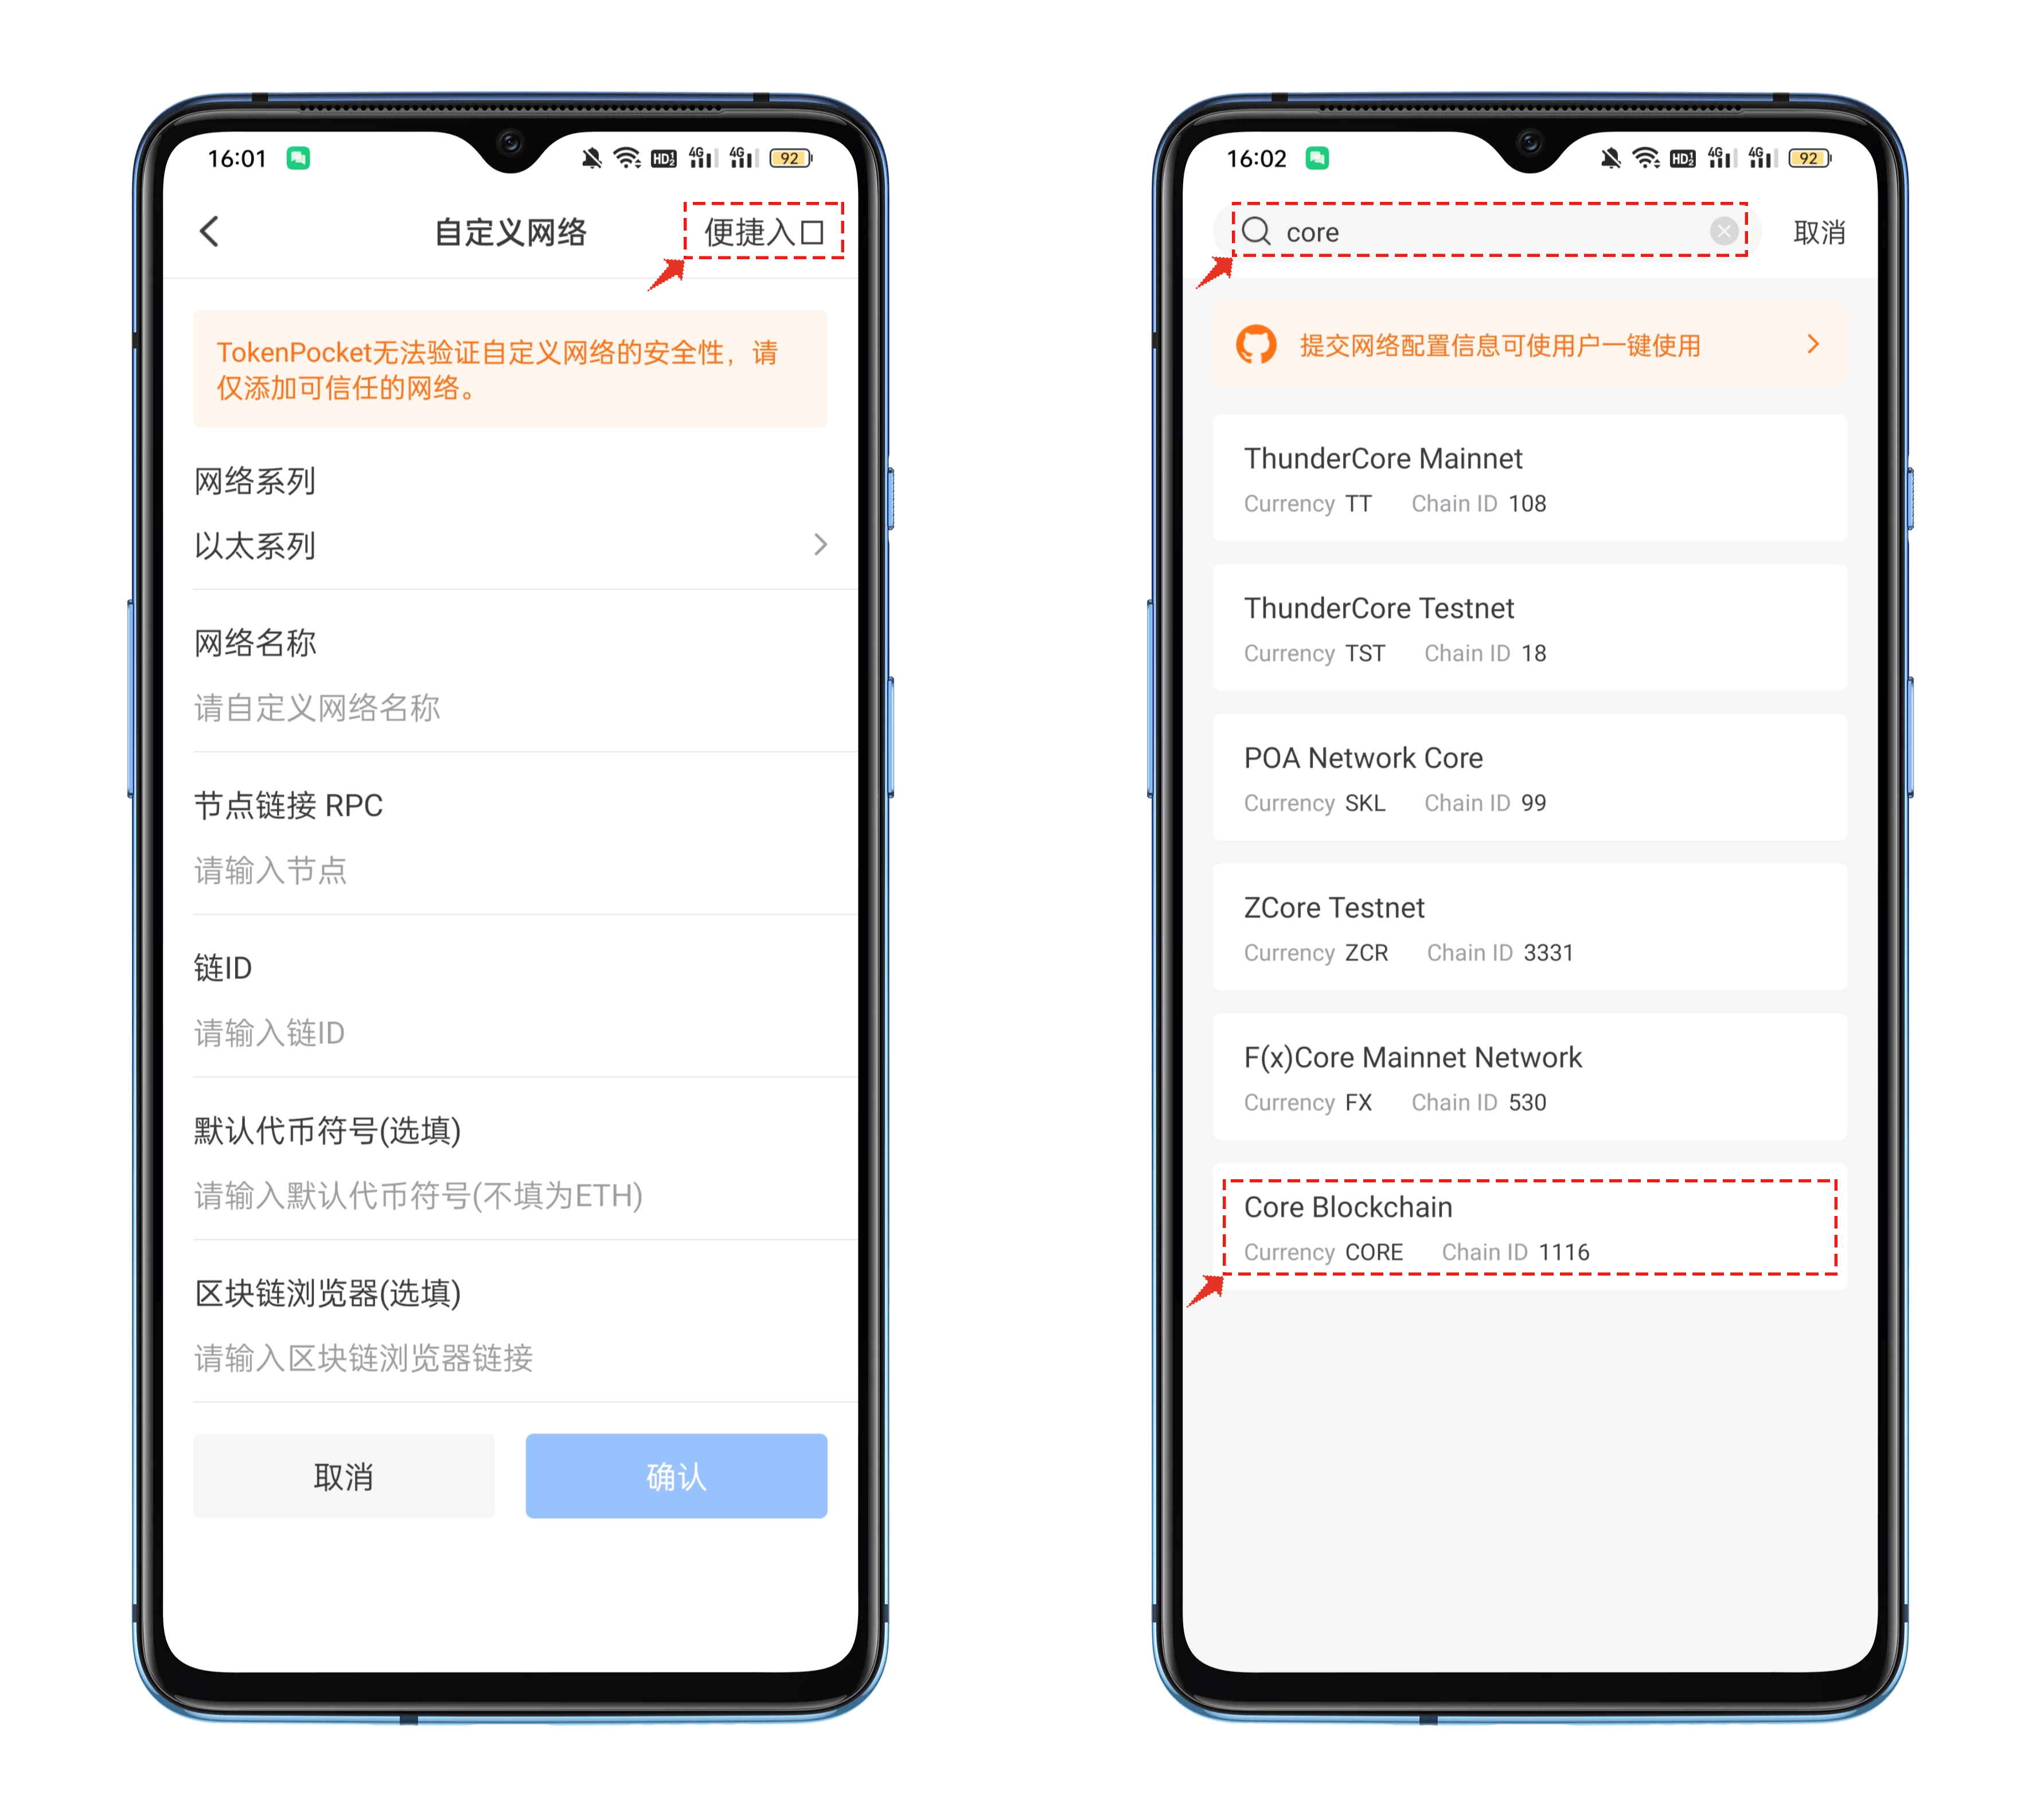 16:01
HD
4G
4G
92
自定义网络
便捷入口
TokenPocket无法验证自定义网络的安全性，请
仅添加可信任的网络。
网络系列
以太系列
网络名称
请自定义网络名称
节点链接 RPC
请输入节点
链ID
请输入链ID
默认代币符号(选填)
请输入默认代币符号(不填为ETH)
区块链浏览器(选填)
请输入区块链浏览器链接
取消
确认
16:02
HD
4G
4G
92
core
取消
提交网络配置信息可使用户一键使用
ThunderCore Mainnet
Currency TT Chain ID 108
ThunderCore Testnet
Currency TST Chain ID 18
POA Network Core
Currency SKL Chain ID 99
ZCore Testnet
Currency ZCR Chain ID 3331
F(x)Core Mainnet Network
Currency FX Chain ID 530
Core Blockchain
Currency CORE Chain ID 1116